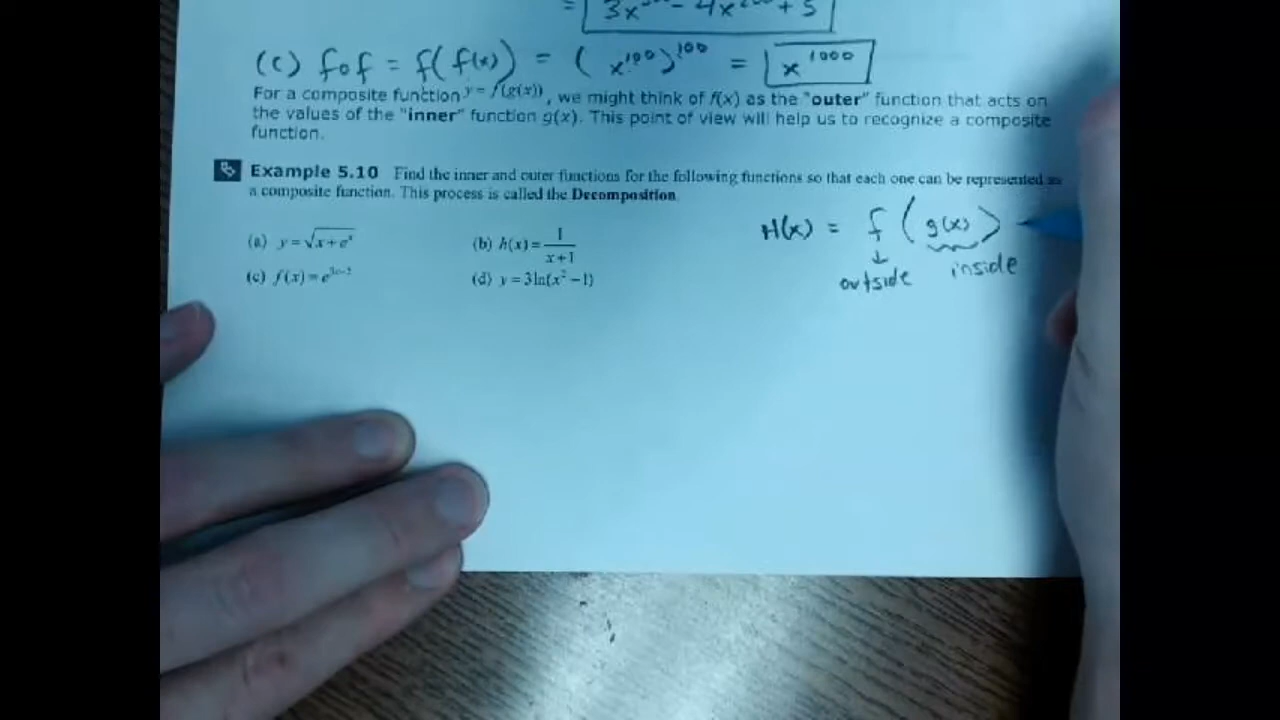 = 3x³⁰⁰ - 4x²⁰⁰ + 5
(c) f∘f = f(f(x)) = (x¹⁰⁰)¹⁰⁰ = x¹⁰⁰⁰
For a composite function y = f(g(x)), we might think of f(x) as the "outer" function that acts on
the values of the "inner" function g(x). This point of view will help us to recognize a composite
function.
Example 5.10 Find the inner and outer functions for the following functions so that each one can be represented as
a composite function. This process is called the Decomposition.
H(x) = f(g(x))
(a) y = √(x+eˣ) (b) h(x) = 1/(x+1)
outside inside
(c) f(x) = e³ˣ⁻² (d) y = 3ln(x² − 1)